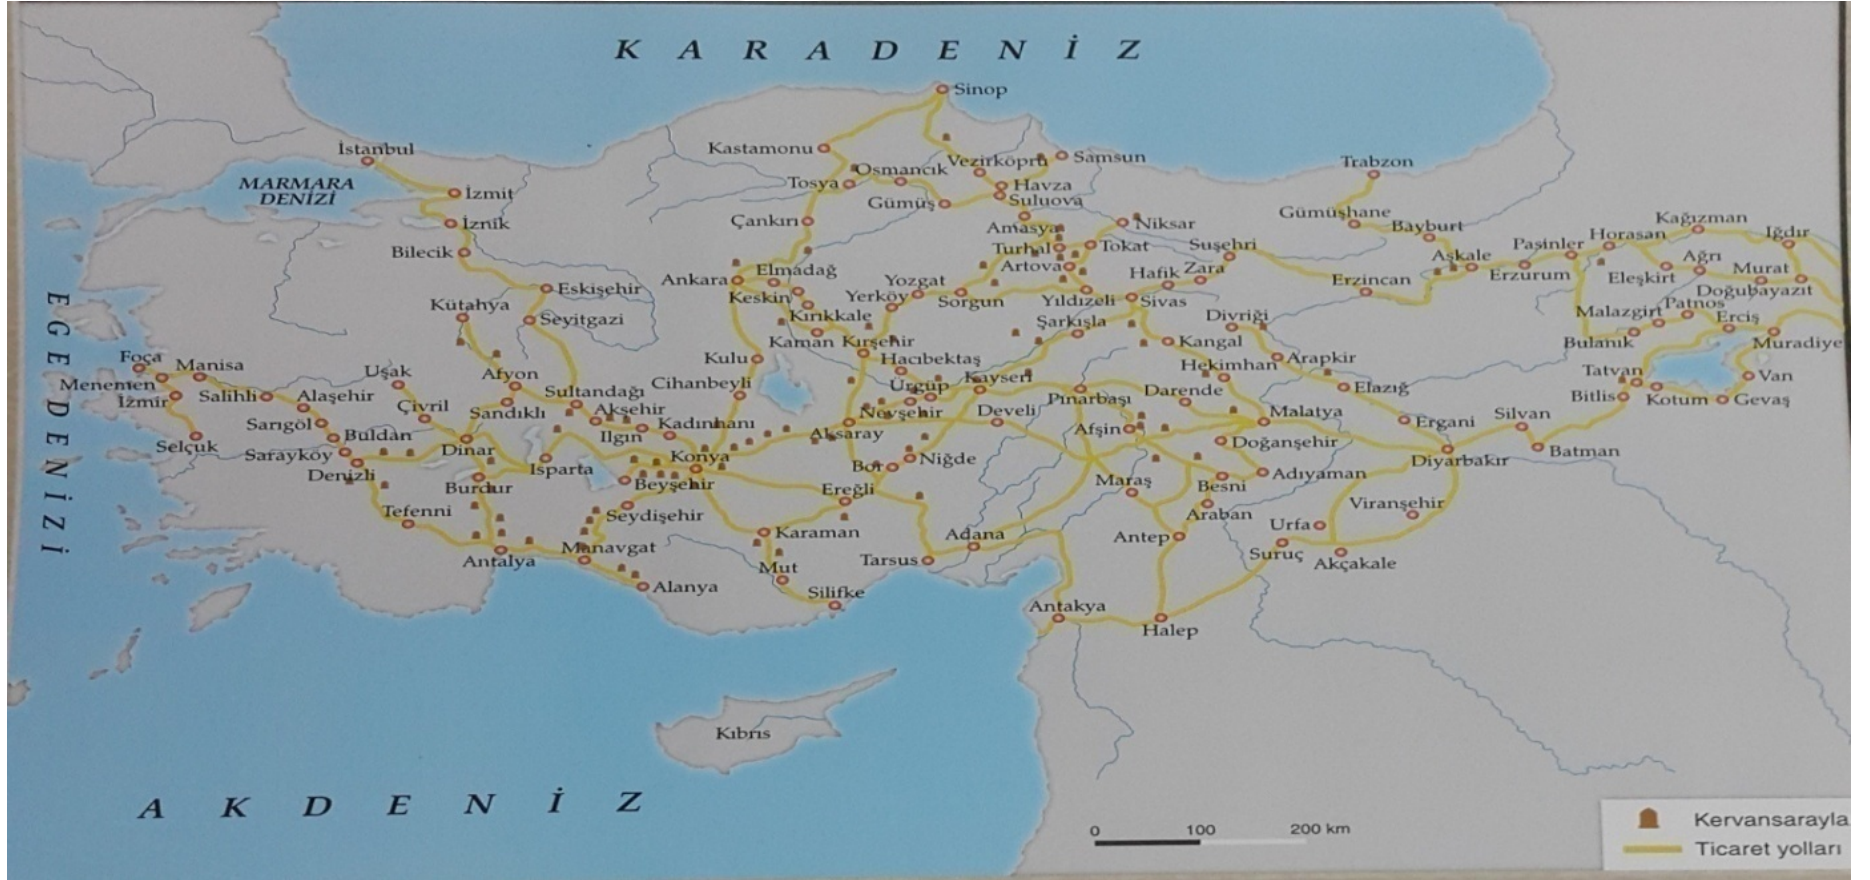 KARADENİZ
Sinop
Kastamonu
Vezirköprü
Samsun
İstanbul
Osmancık
Trabzon
MARMARA
DENİZİ
İzmit
Tosya
Havza
Gümüş
Suluova
İznik
Çankırı
Amasya
Niksar
Gümüşhane
Bayburt
Kağızman
Bilecik
Turhal
Tokat
Suşehri
Aşkale
Pasinler
Horasan
Iğdır
Ankara
Elmadağ
Yozgat
Artova
Hafik
Zara
Erzincan
Erzurum
Eleşkirt
Ağrı
Murat
Eskişehir
Keskin
Yerköy
Sorgun
Yıldızeli
Sivas
Doğubayazıt
Kütahya
Seyitgazi
Kırıkkale
Şarkışla
Divriği
Malazgirt
Patnos
Erciş
Kaman
Kırşehir
Kangal
Bulanık
Muradiye
EGE DENİZİ
Foça
Manisa
Uşak
Afyon
Kulu
Hacıbektaş
Hekimhan
Arapkir
Tatvan
Van
Menemen
İzmir
Salihli
Alaşehir
Çivril
Sandıklı
Sultandağı
Cihanbeyli
Ürgüp
Kayseri
Pınarbaşı
Darende
Elazığ
Bitlis
Kotum
Gevaş
Selçuk
Sarıgöl
Buldan
Akşehir
Ilgın
Kadınhanı
Nevşehir
Aksaray
Develi
Afşin
Malatya
Ergani
Silvan
Sarayköy
Denizli
Dinar
Isparta
Konya
Bor
Niğde
Doğanşehir
Diyarbakır
Batman
Burdur
Beyşehir
Ereğli
Maraş
Besni
Adıyaman
Tefenni
Seydişehir
Karaman
Adana
Araban
Urfa
Viranşehir
Antalya
Manavgat
Mut
Tarsus
Antep
Suruç
Akçakale
Alanya
Silifke
Antakya
Halep
Kıbrıs
AKDENİZ
0 100 200 km
Kervansarayla
Ticaret yolları